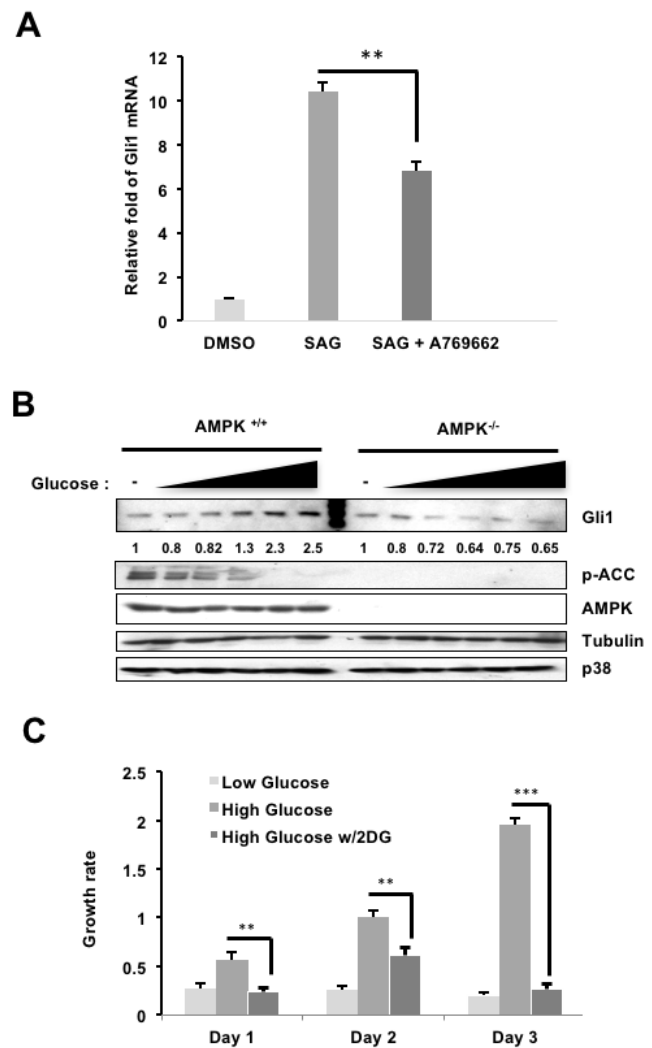 A
Relative fold of Gli1 mRNA
12
10
8
6
4
2
0
**
DMSO SAG SAG + A769662
B
AMPK +/+ AMPK-/-
Glucose : - -
Gli1
1 0.8 0.82 1.3 2.3 2.5 1 0.8 0.72 0.64 0.75 0.65
p-ACC
AMPK
Tubulin
p38
C
Growth rate
2.5
2
1.5
1
0.5
0
Low Glucose
High Glucose
High Glucose w/2DG
**
**
***
Day 1 Day 2 Day 3